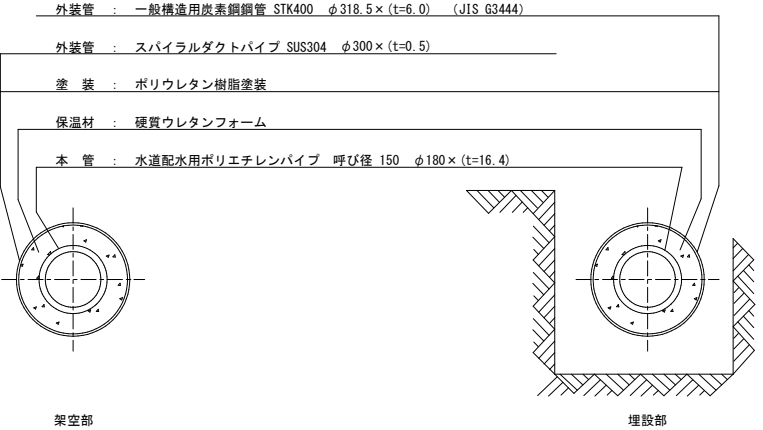 外装管 : 一般構造用炭素鋼鋼管 STK400 φ318.5×(t=6.0) (JIS G3444)
外装管 : スパイラルダクトパイプ SUS304 φ300×(t=0.5)
塗 装 : ポリウレタン樹脂塗装
保温材 : 硬質ウレタンフォーム
本 管 : 水道配水用ポリエチレンパイプ 呼び径 150 φ180×(t=16.4)
架空部
埋設部